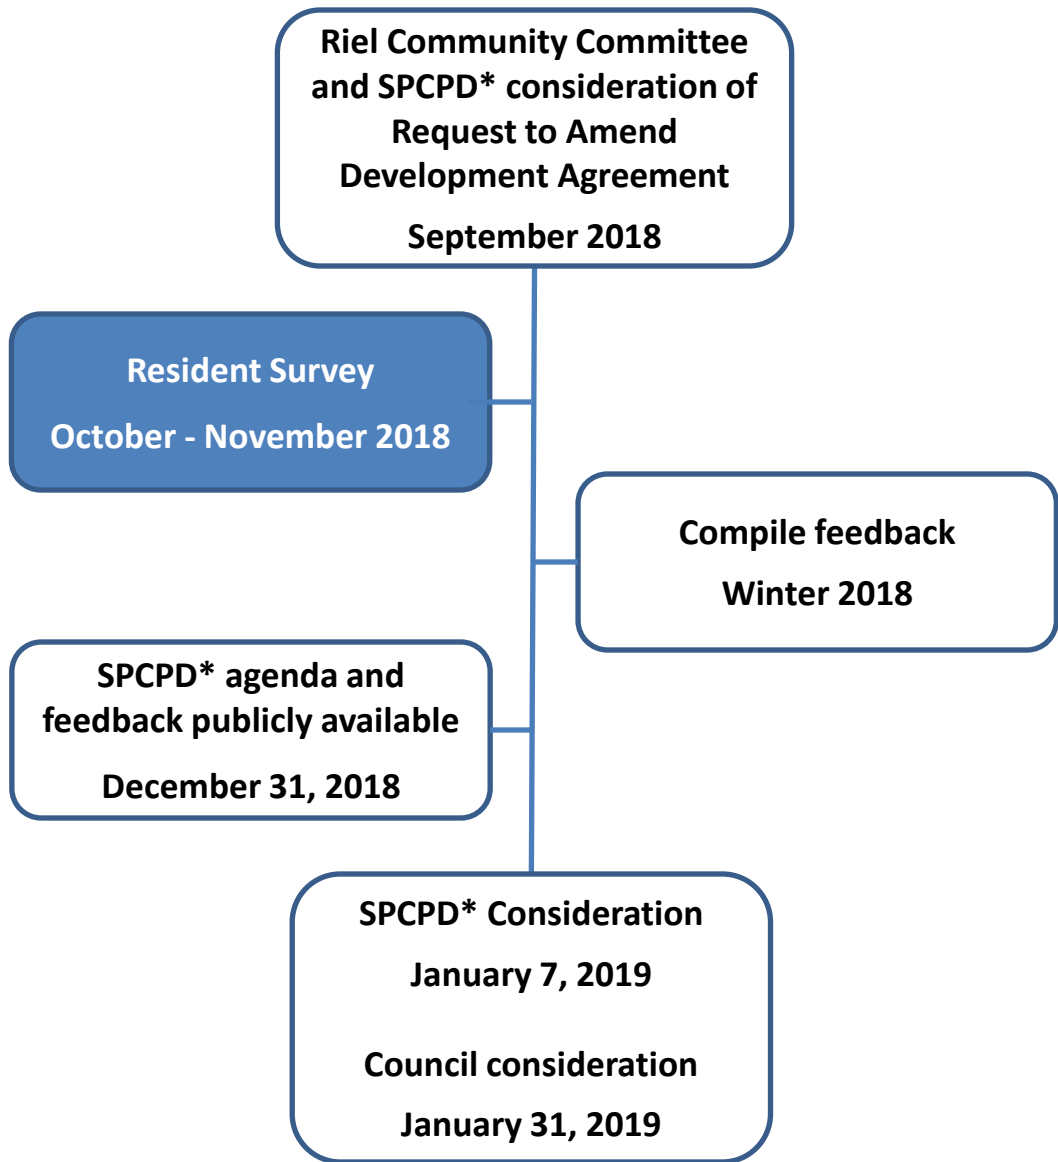 Riel Community Committee
and SPCPD* consideration of
Request to Amend
Development Agreement
September 2018
Resident Survey
October - November 2018
Compile feedback
Winter 2018
SPCPD* agenda and
feedback publicly available
December 31, 2018
SPCPD* Consideration
January 7, 2019
Council consideration
January 31, 2019